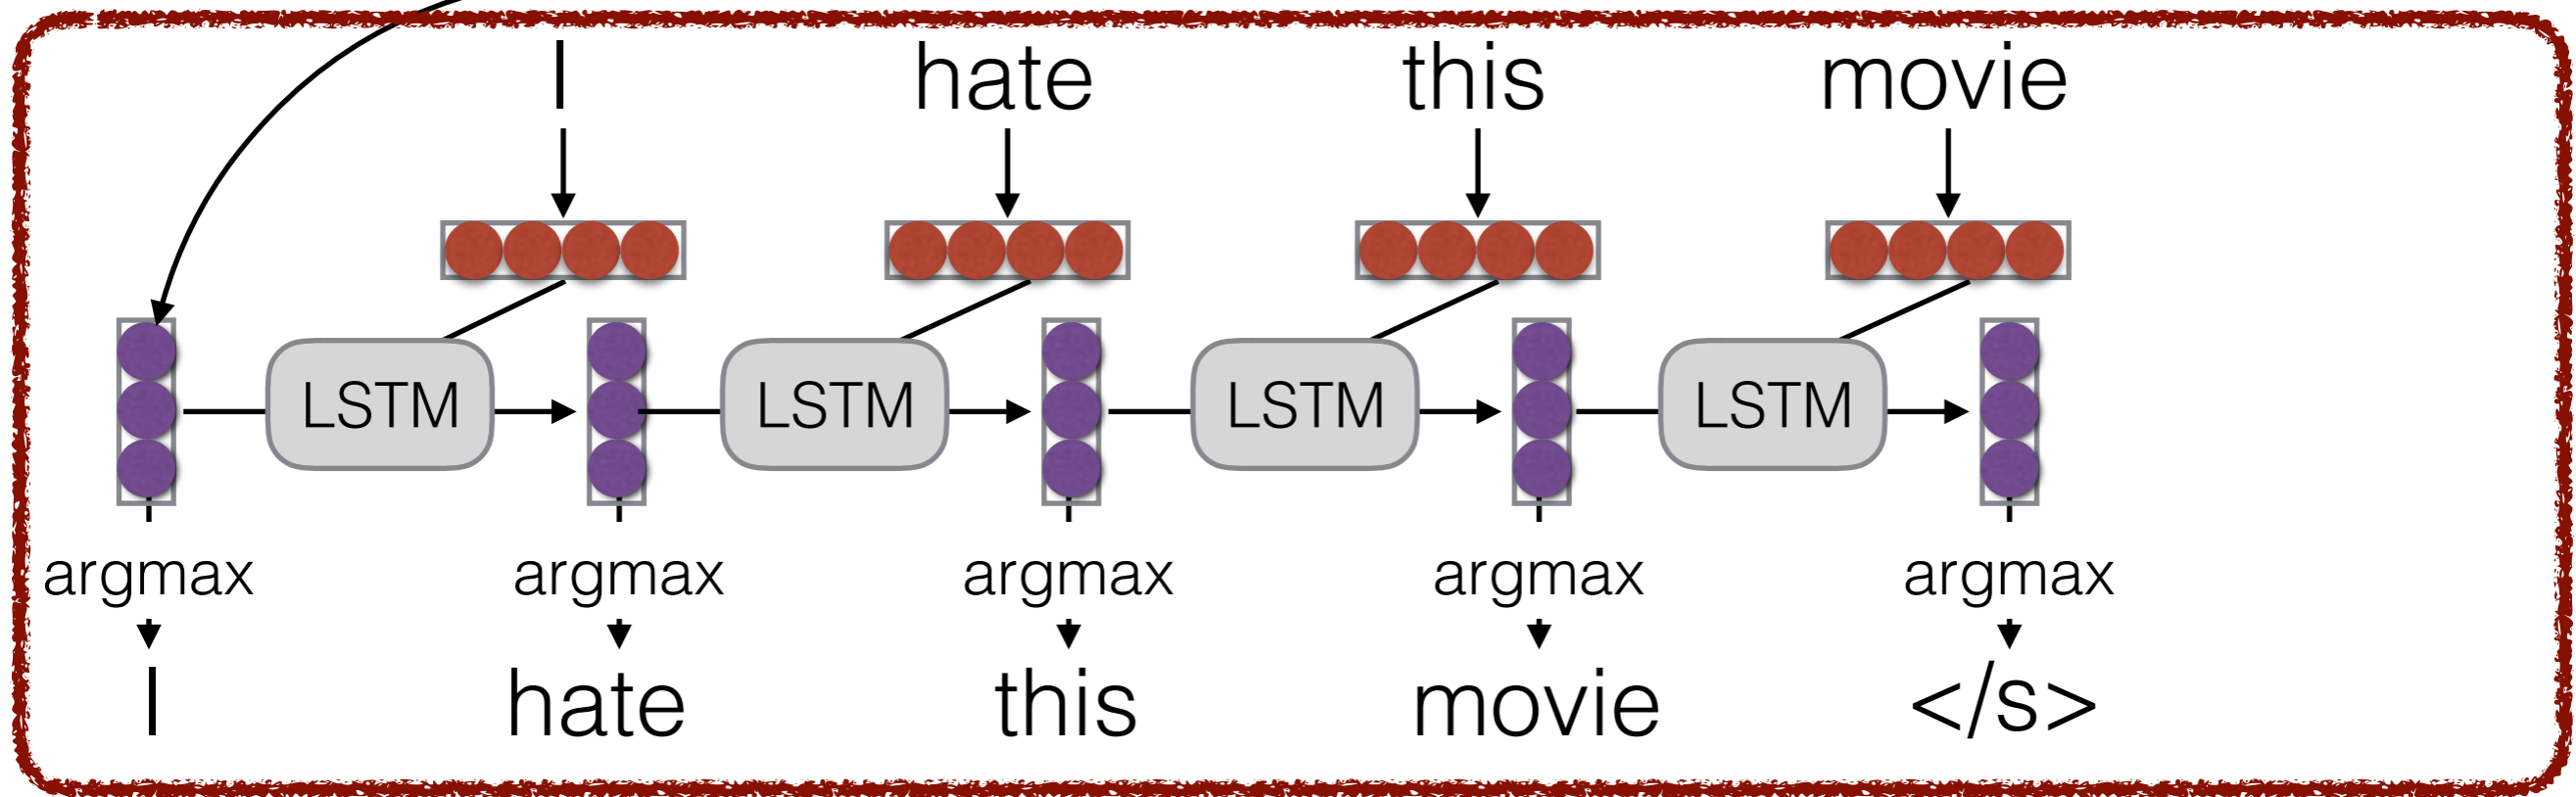 I hate this movie
LSTM LSTM LSTM LSTM
argmax argmax argmax argmax argmax
I hate this movie </s>